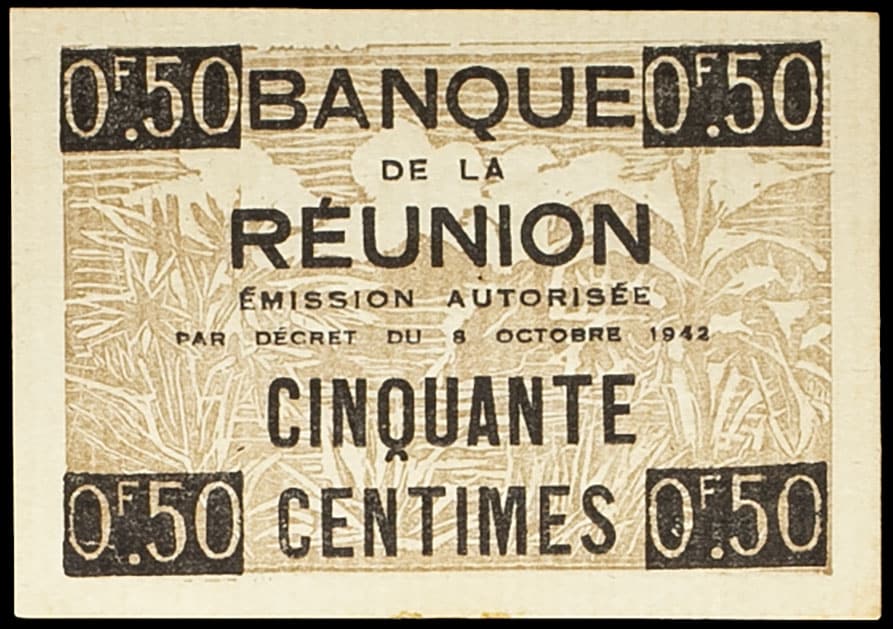 0F.50 BANQUE 0F.50
DE LA
RÉUNION
ÉMISSION AUTORISÉE
PAR DÉCRET DU 8 OCTOBRE 1942
CINQUANTE
0F.50 CENTIMES 0F.50